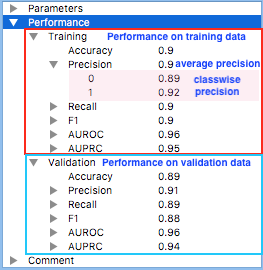 Parameters
Performance
Training Performance on training data
Accuracy 0.9
Precision 0.9 average precision
0 0.89 classwise
1 0.92 precision
Recall 0.9
F1 0.9
AUROC 0.96
AUPRC 0.95
Validation Performance on validation data
Accuracy 0.89
Precision 0.91
Recall 0.89
F1 0.88
AUROC 0.96
AUPRC 0.94
Comment